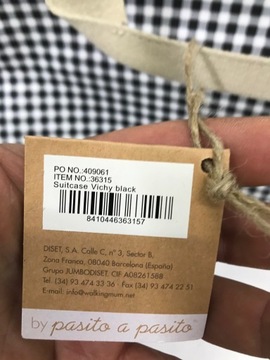 PO NO.:409061
ITEM NO.:36315
Suitcase Vichy black
8410446363157
DISET, S.A. Calle C, nº 3, Sector B,
Zona Franca, 08040 Barcelona (España)
Grupo JUMBODISET. CIF A08261588
Tel. (34) 93 474 33 36 - Fax (34) 93 474 22 51
E-mail: info@walkingmum.net
by pasito a pasito